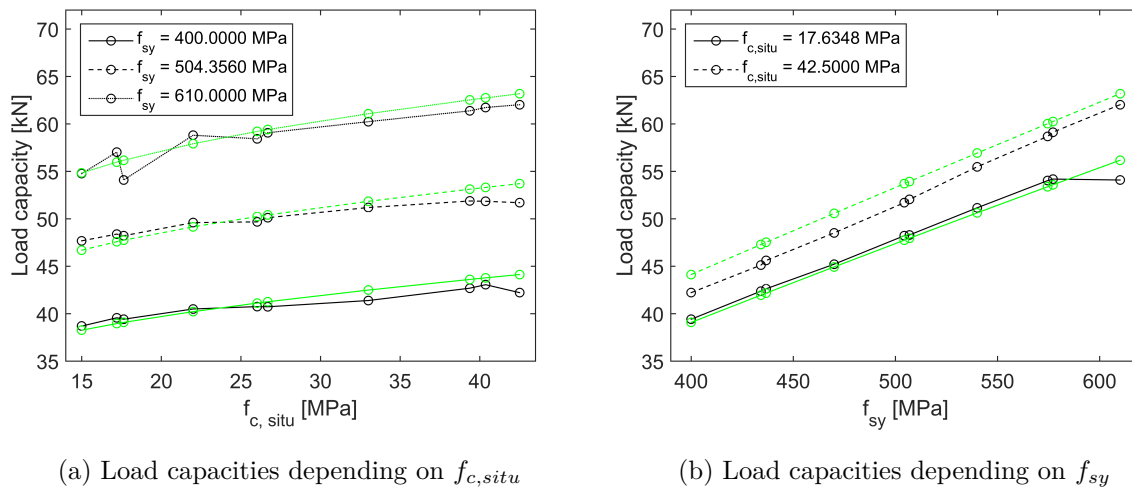 f_sy = 400.0000 MPa
f_sy = 504.3560 MPa
f_sy = 610.0000 MPa
Load capacity [kN]
70
65
60
55
50
45
40
35
15 20 25 30 35 40
f_c, situ [MPa]
(a) Load capacities depending on f_c,situ
f_c,situ = 17.6348 MPa
f_c,situ = 42.5000 MPa
Load capacity [kN]
70
65
60
55
50
45
40
35
400 450 500 550 600
f_sy [MPa]
(b) Load capacities depending on f_sy